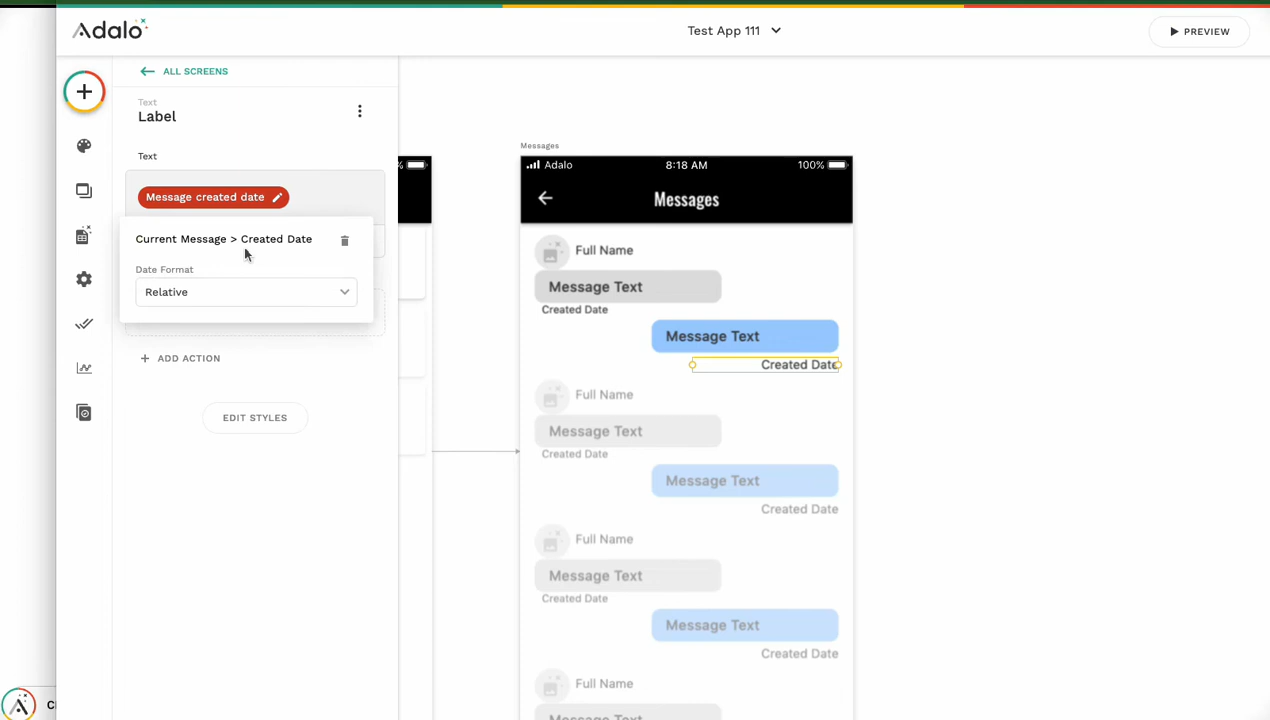 Adalo
Test App 111
PREVIEW
ALL SCREENS
Text
Label
Text
Message created date
Current Message > Created Date
Date Format
Relative
ADD ACTION
EDIT STYLES
%
Messages
Adalo
8:18 AM
100%
Messages
Full Name
Message Text
Created Date
Message Text
Created Date
Full Name
Message Text
Created Date
Message Text
Created Date
Full Name
Message Text
Created Date
Message Text
Created Date
Full Name
Message Text
C